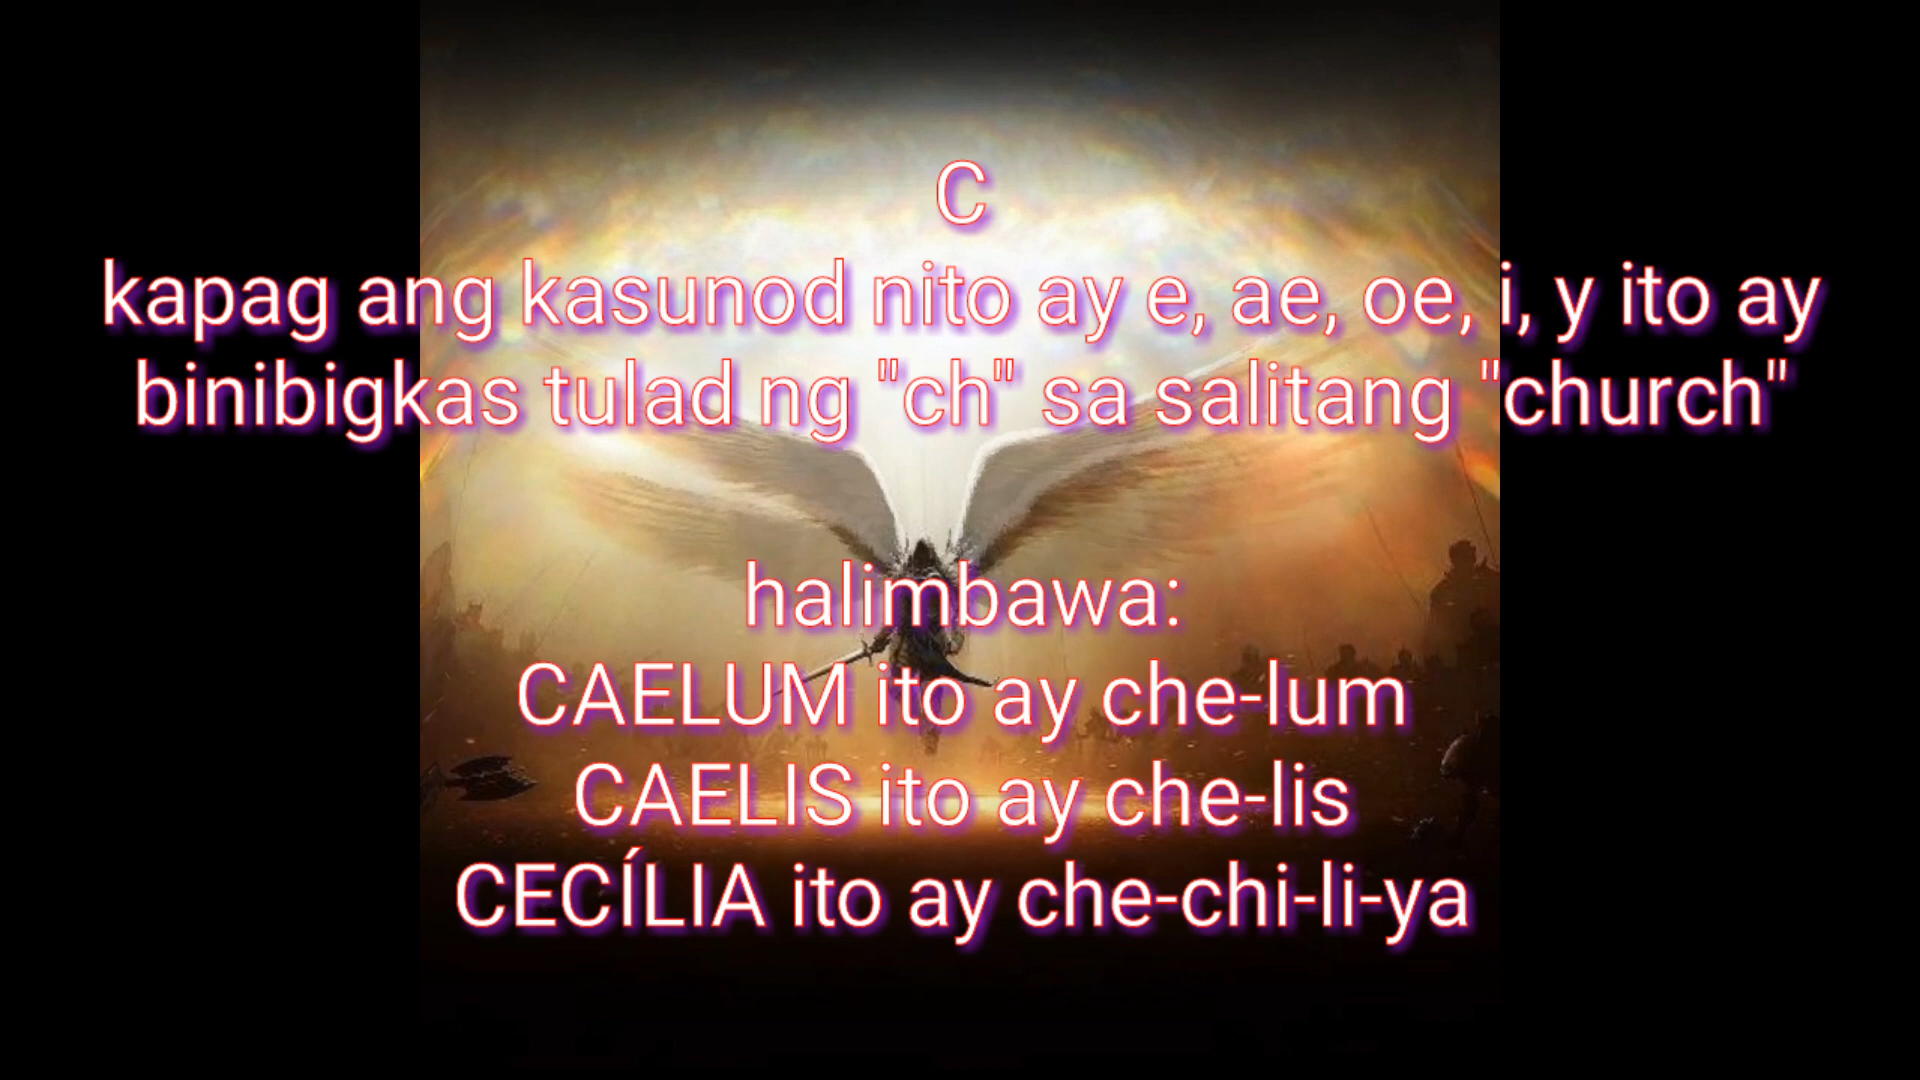 C
kapag ang kasunod nito ay e, ae, oe, i, y ito ay
binibigkas tulad ng "ch" sa salitang "church"
halimbawa:
CAELUM ito ay che-lum
CAELIS ito ay che-lis
CECÍLIA ito ay che-chi-li-ya